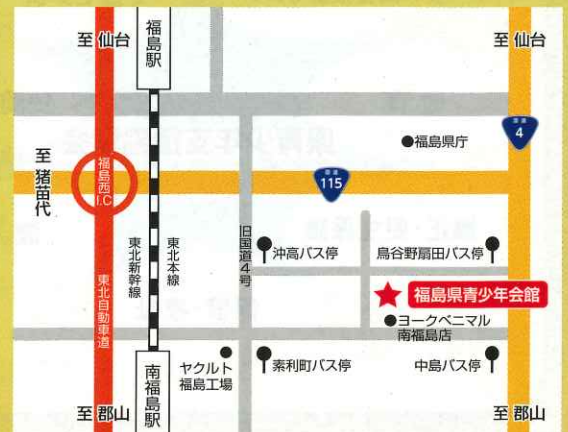 至 仙台
福島駅
至 仙台
国道
4
●福島県庁
至 猪苗代
福島西I.C
国道
115
東北自動車道
東北新幹線
東北本線
旧国道4号
沖高バス停
鳥谷野扇田バス停
福島県青少年会館
ヨークベニマル
南福島店
ヤクルト
福島工場
素利町バス停
中島バス停
至 郡山
南福島駅
至 郡山